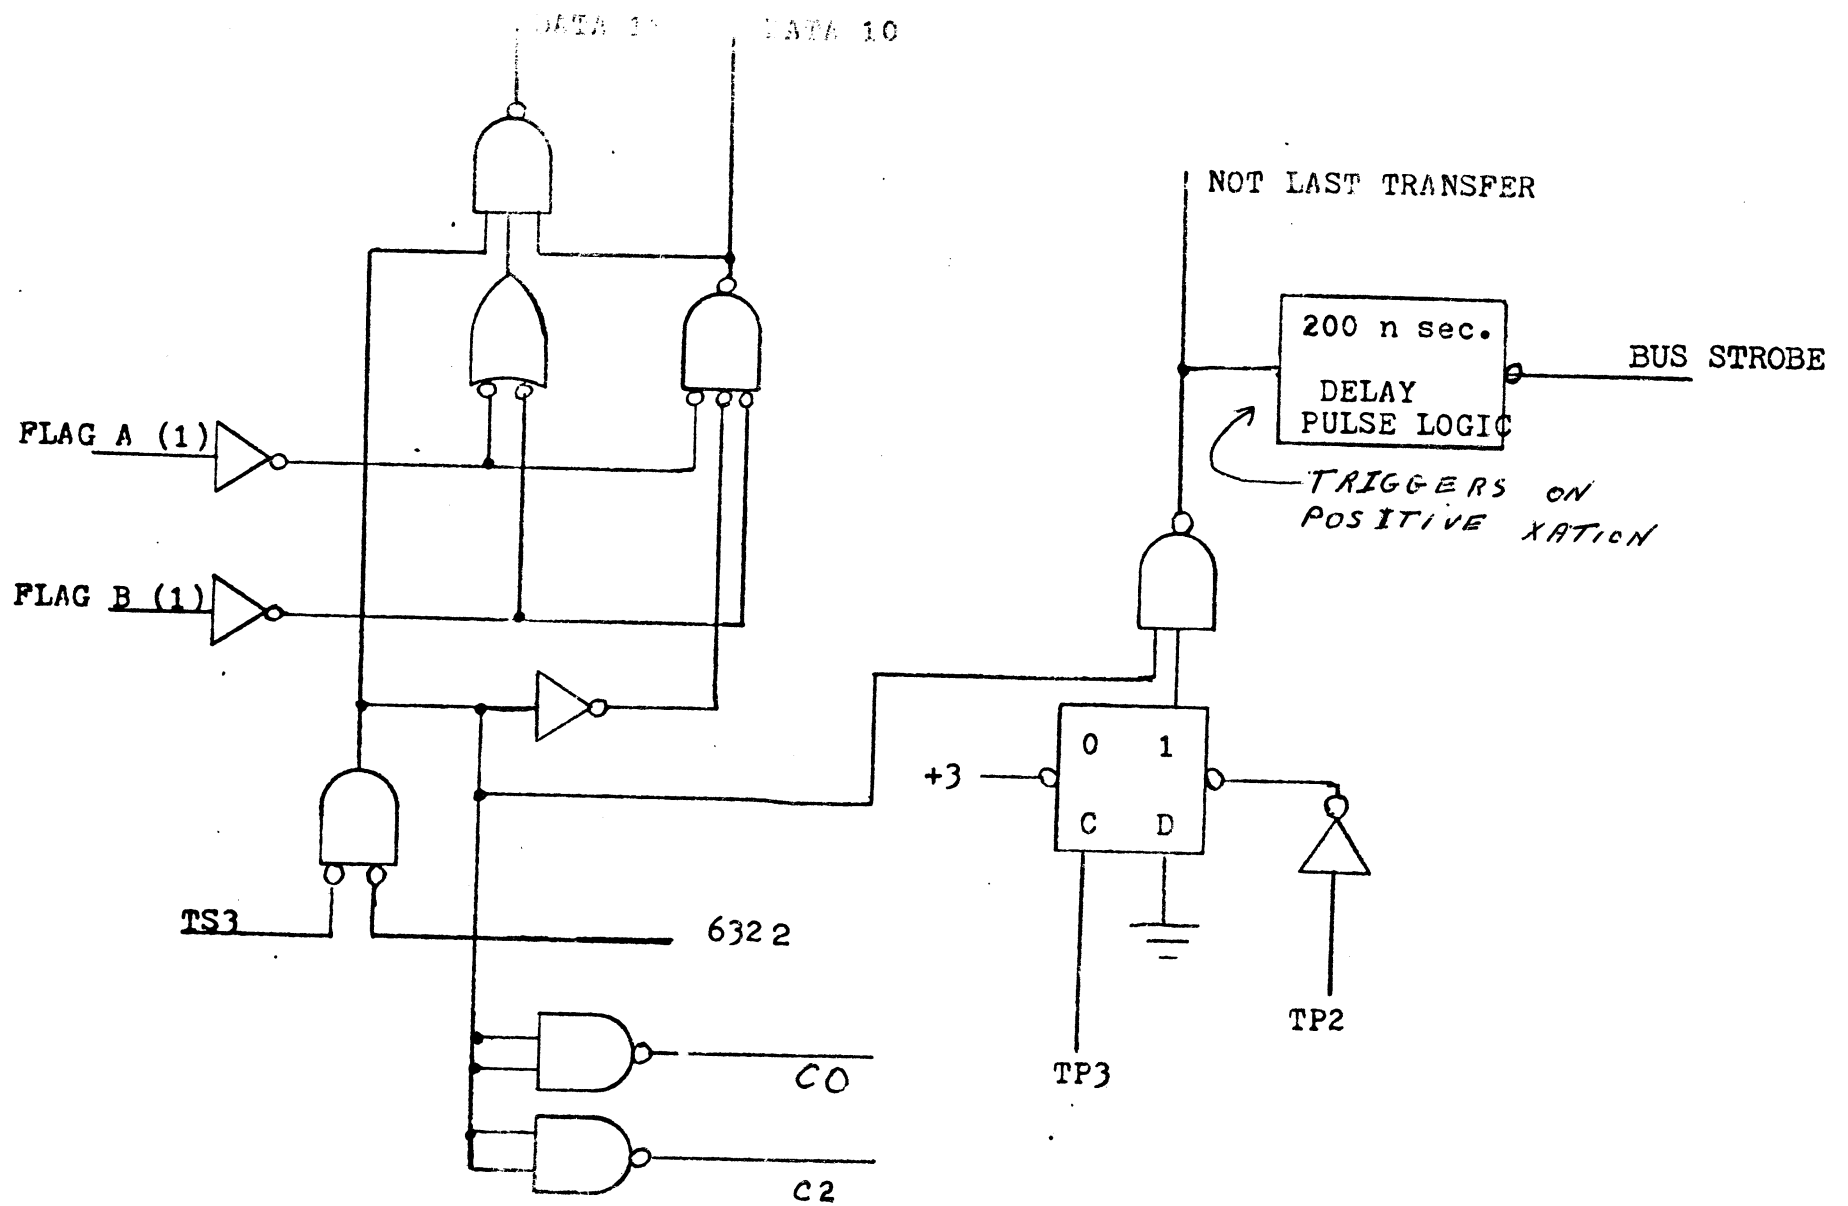 DATA 10
NOT LAST TRANSFER
200 n sec.
DELAY
PULSE LOGIC
BUS STROBE
TRIGGERS ON
POSITIVE XATION
FLAG A (1)
FLAG B (1)
0 1
C D
+3
TS3
6322
TP2
TP3
C0
C2